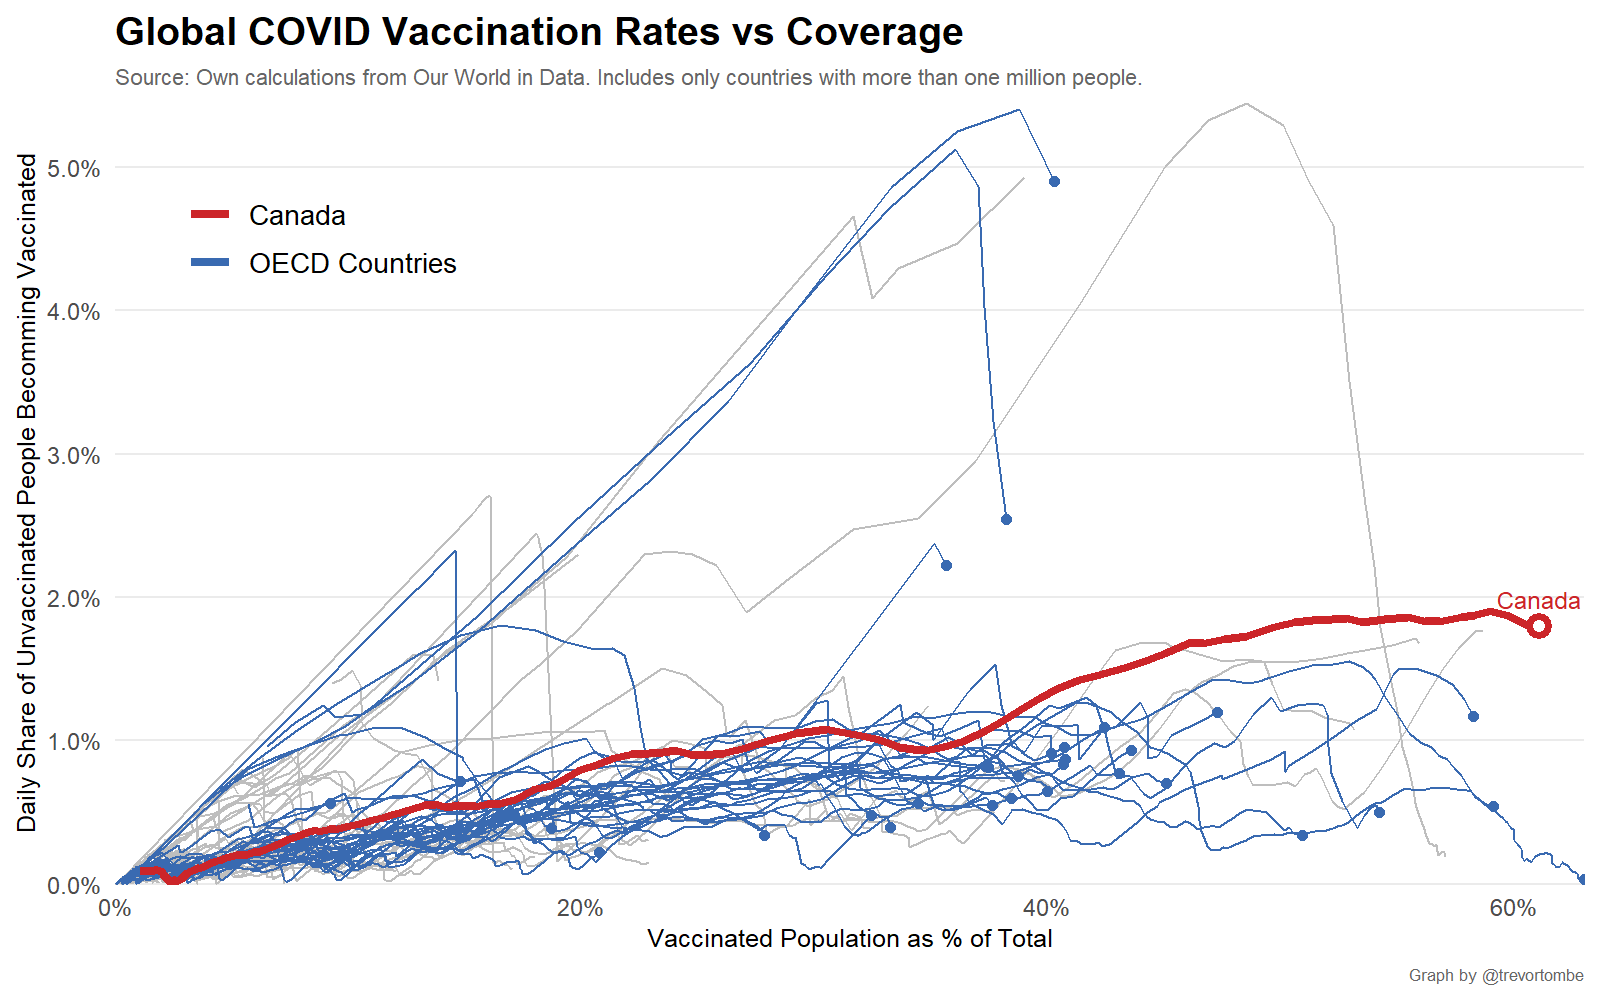 Global COVID Vaccination Rates vs Coverage
Source: Own calculations from Our World in Data. Includes only countries with more than one million people.
Daily Share of Unvaccinated People Becomming Vaccinated
5.0%
4.0%
3.0%
2.0%
1.0%
0.0%
Canada
OECD Countries
Canada
0%
20%
40%
60%
Vaccinated Population as % of Total
Graph by @trevortombe